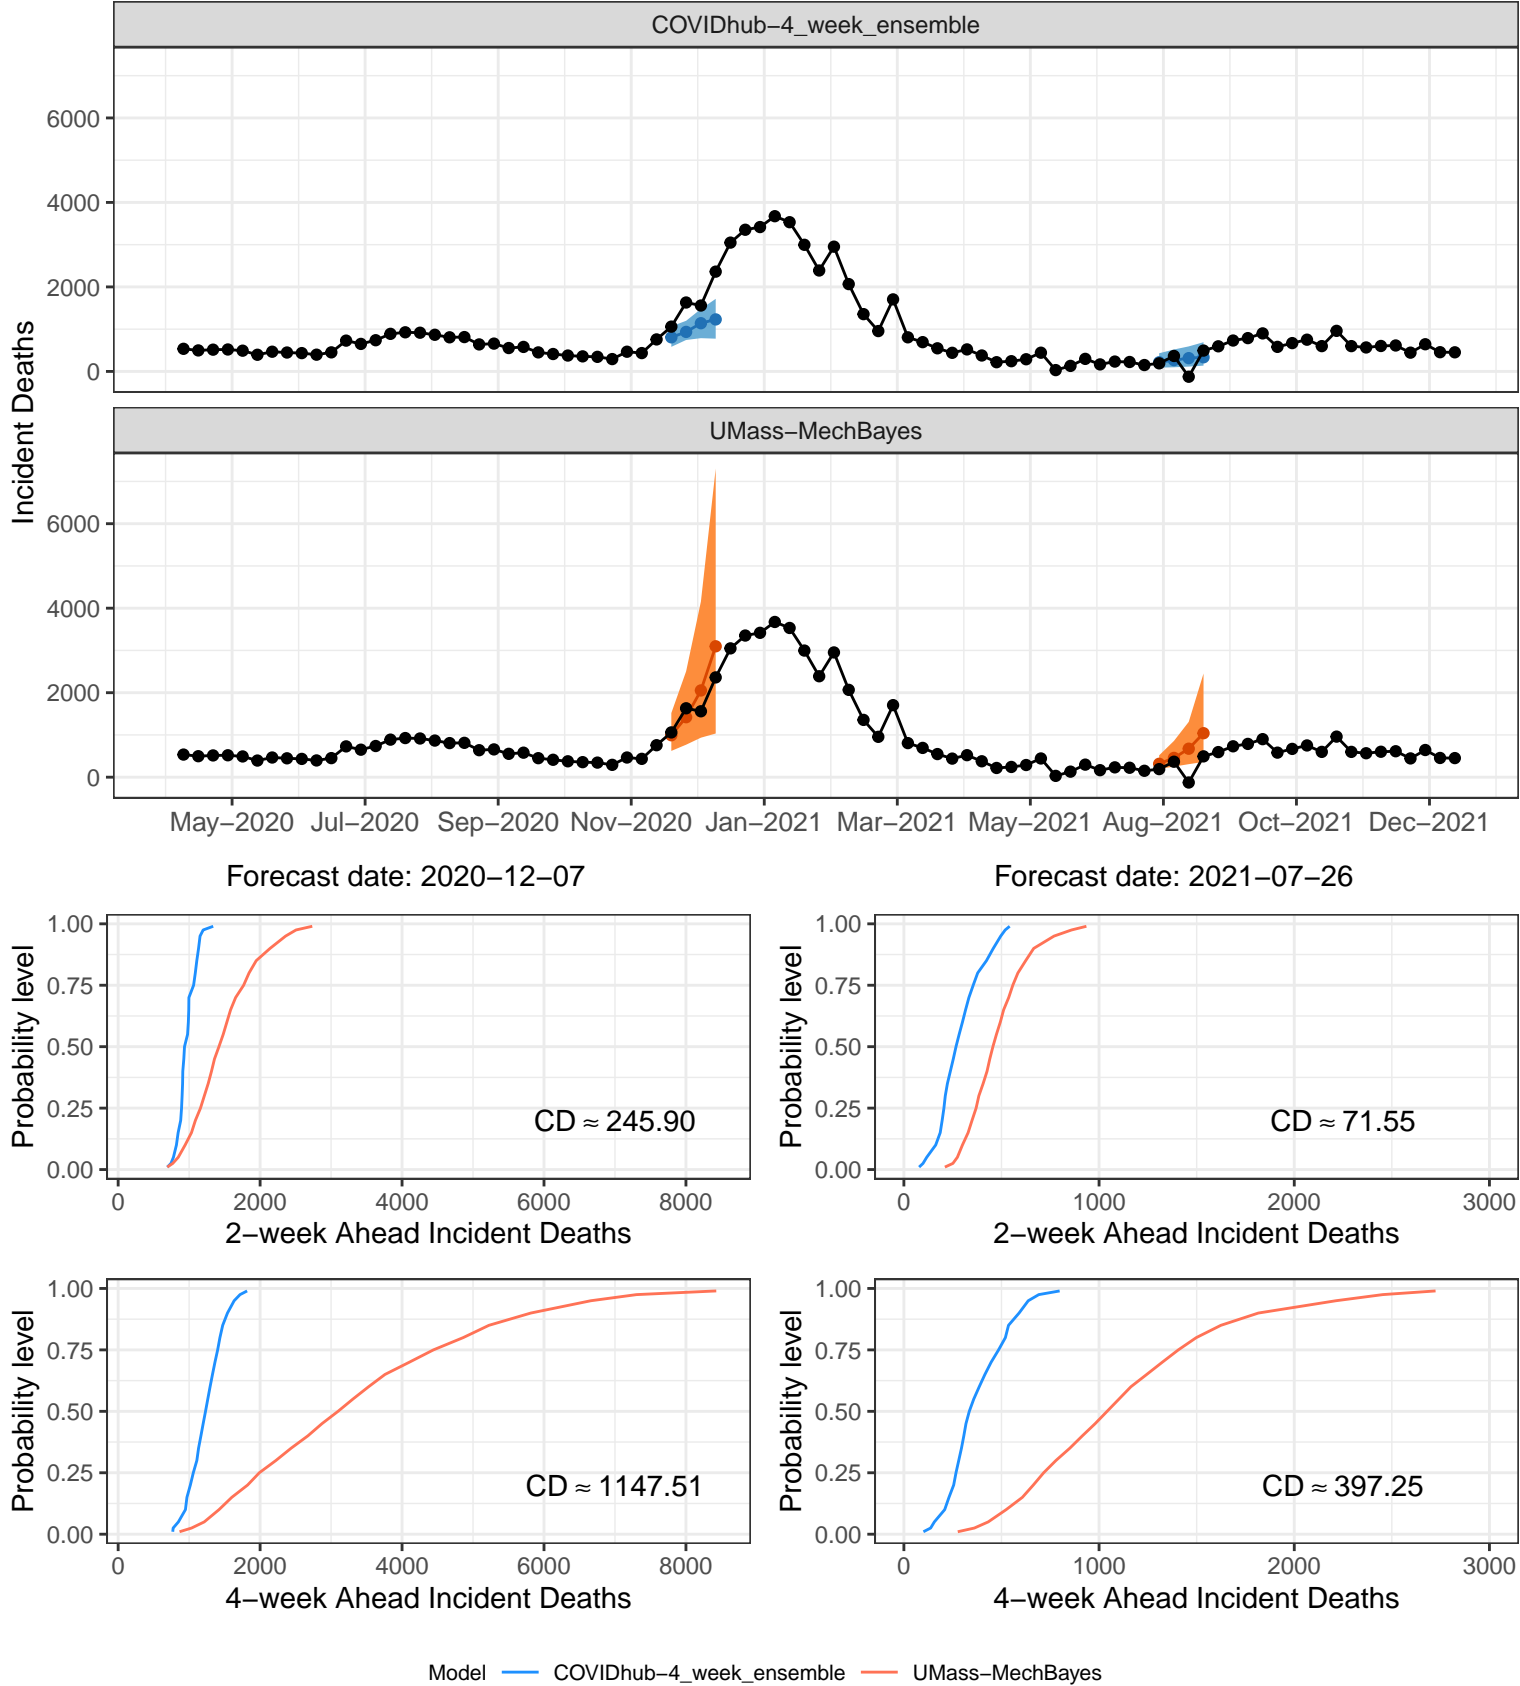 COVIDhub−4_week_ensemble
6000
4000
2000
0
Incident Deaths
UMass−MechBayes
6000
4000
2000
0
May−2020 Jul−2020 Sep−2020 Nov−2020 Jan−2021 Mar−2021 May−2021 Aug−2021 Oct−2021 Dec−2021
Forecast date: 2020−12−07
1.00
0.75
0.50
0.25
0.00
Probability level
CD ≈ 245.90
0 2000 4000 6000 8000
2−week Ahead Incident Deaths
Forecast date: 2021−07−26
1.00
0.75
0.50
0.25
0.00
Probability level
CD ≈ 71.55
0 1000 2000 3000
2−week Ahead Incident Deaths
1.00
0.75
0.50
0.25
0.00
Probability level
CD ≈ 1147.51
0 2000 4000 6000 8000
4−week Ahead Incident Deaths
1.00
0.75
0.50
0.25
0.00
Probability level
CD ≈ 397.25
0 1000 2000 3000
4−week Ahead Incident Deaths
Model COVIDhub−4_week_ensemble UMass−MechBayes